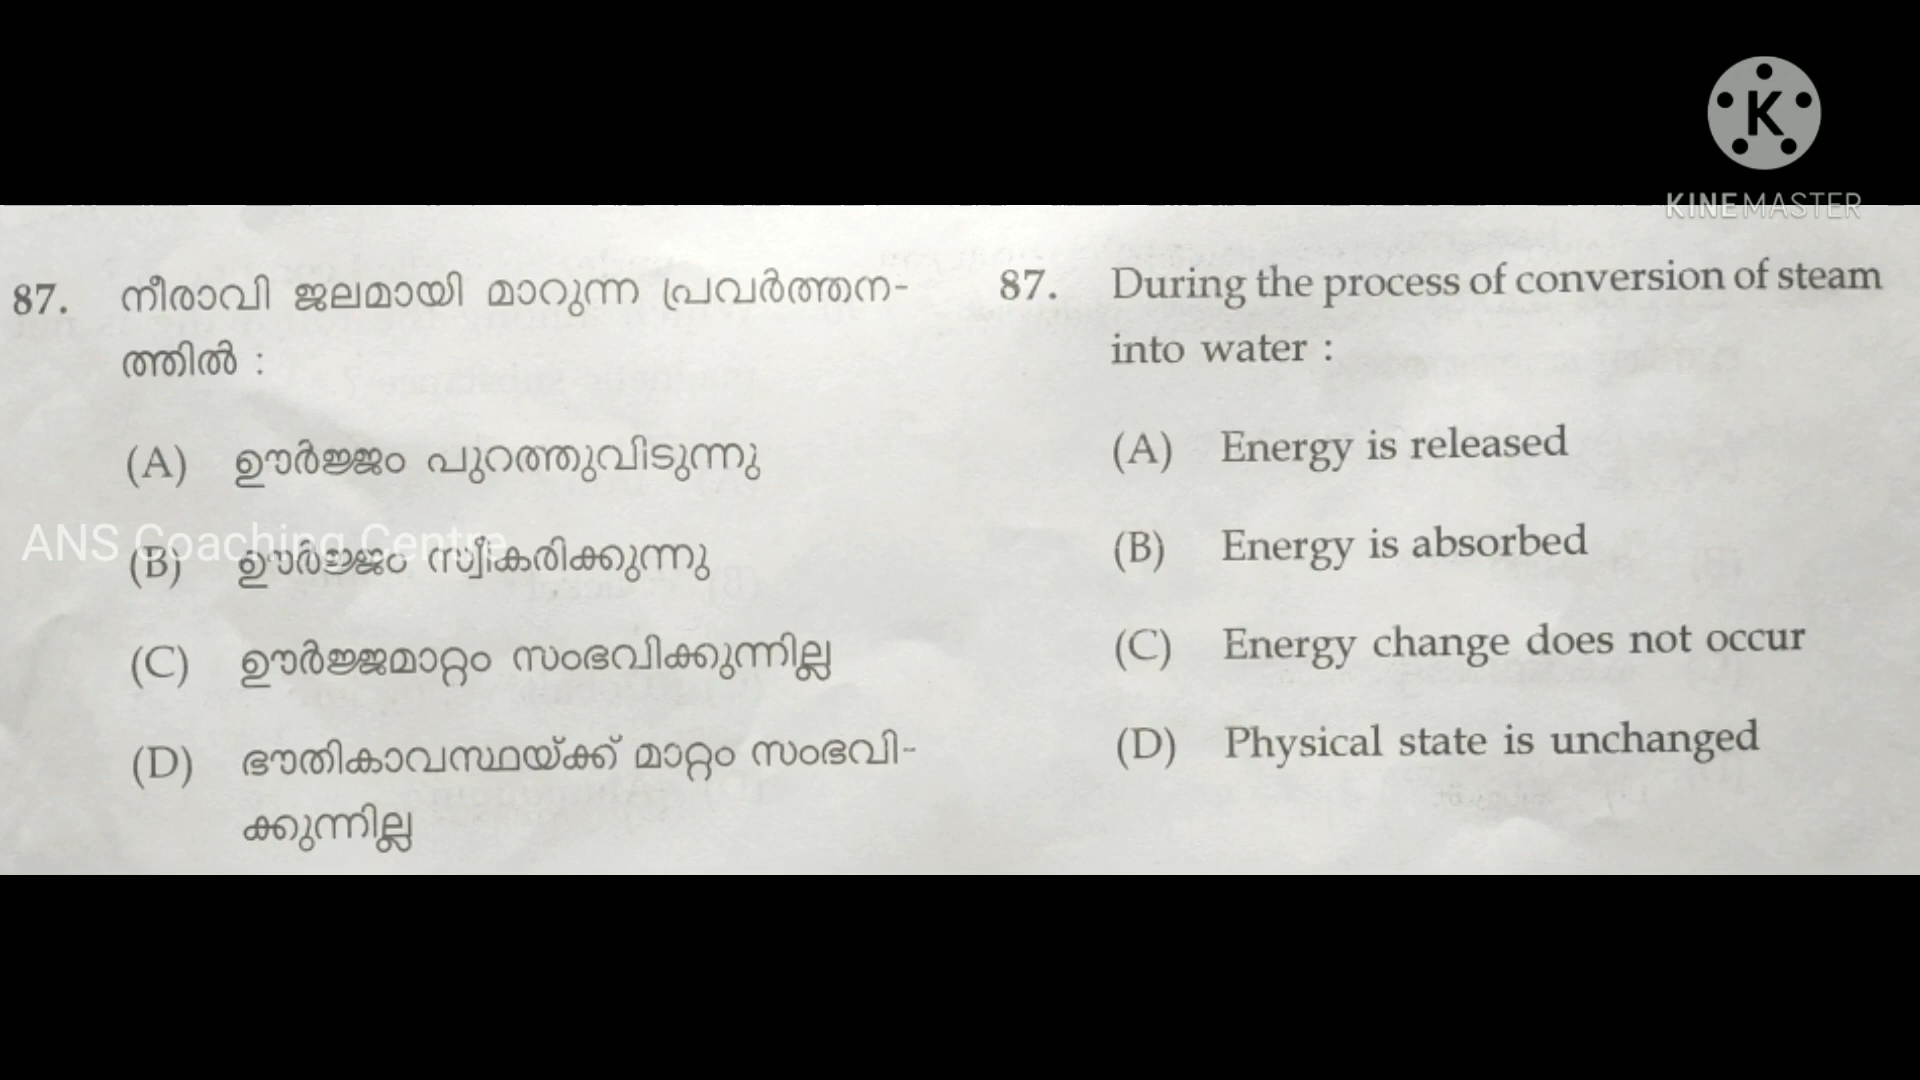 KINEMASTER
87. നീരാവി ജലമായി മാറുന്ന പ്രവർത്തന-
ത്തിൽ :
(A) ഊർജ്ജം പുറത്തുവിടുന്നു
(B) ഊർജ്ജം സ്വീകരിക്കുന്നു
(C) ഊർജ്ജമാറ്റം സംഭവിക്കുന്നില്ല
(D) ഭൗതികാവസ്ഥയ്ക്ക് മാറ്റം സംഭവി-
ക്കുന്നില്ല
ANS Coaching Centre
87. During the process of conversion of steam
into water :
(A) Energy is released
(B) Energy is absorbed
(C) Energy change does not occur
(D) Physical state is unchanged